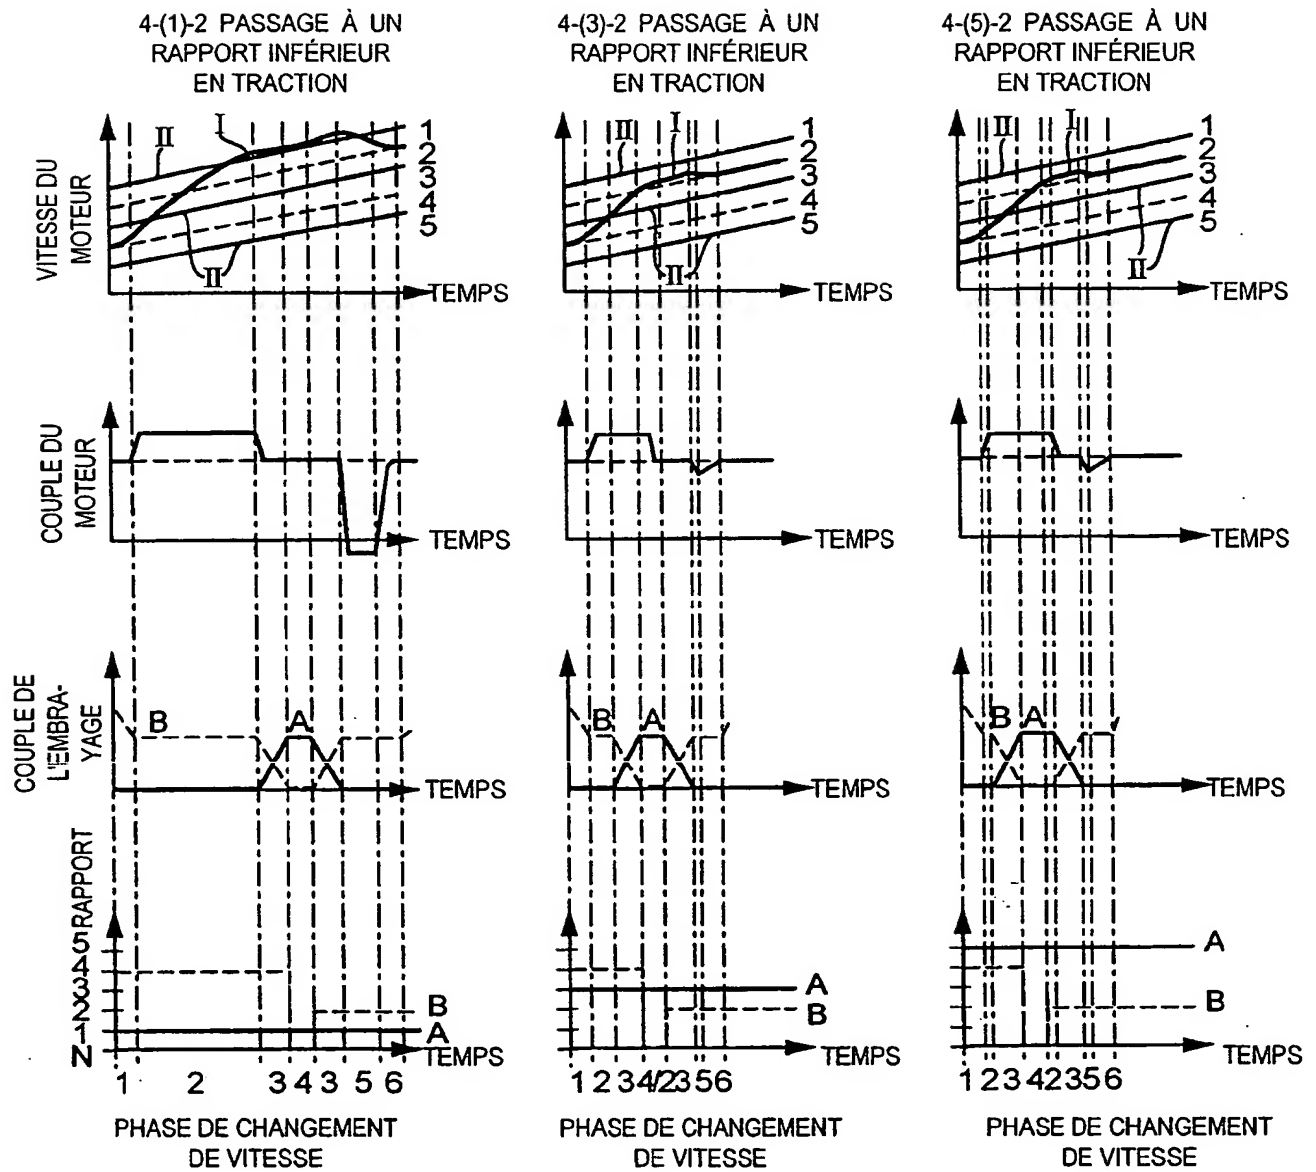 4-(1)-2 PASSAGE À UN
RAPPORT INFÉRIEUR
EN TRACTION
4-(3)-2 PASSAGE À UN
RAPPORT INFÉRIEUR
EN TRACTION
4-(5)-2 PASSAGE À UN
RAPPORT INFÉRIEUR
EN TRACTION
VITESSE DU
MOTEUR
II
I
1
2
3
4
5
II
TEMPS
II
I
1
2
3
4
5
II
TEMPS
II
I
1
2
3
4
5
II
TEMPS
COUPLE DU
MOTEUR
TEMPS
TEMPS
TEMPS
COUPLE DE
L'EMBRA-
YAGE
B
A
TEMPS
B
A
TEMPS
B
A
TEMPS
RAPPORT
5
4
3
2
1
N
B
A
TEMPS
A
B
TEMPS
A
B
TEMPS
1 2 3 4 3 5 6
1 2 3 4/2 3 5 6
1 2 3 4 2 3 5 6
PHASE DE CHANGEMENT
DE VITESSE
PHASE DE CHANGEMENT
DE VITESSE
PHASE DE CHANGEMENT
DE VITESSE